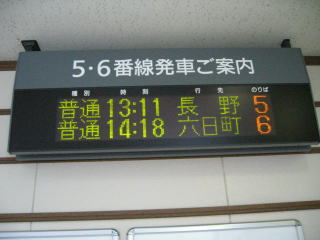 5・6番線発車ご案内
種別 時刻 行先 のりば
普通 13:11 長野 5
普通 14:18 六日町 6